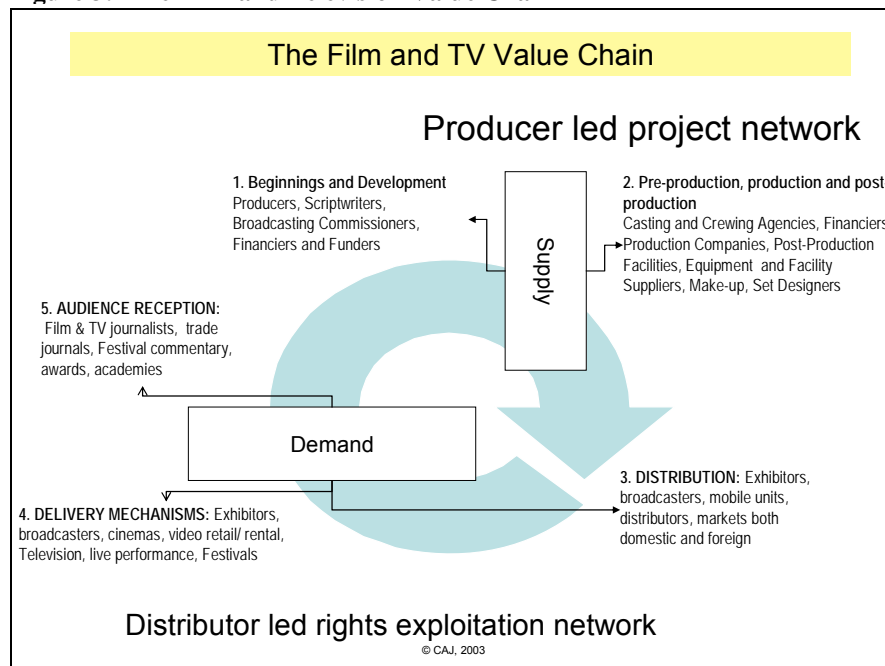 The Film and TV Value Chain
Producer led project network
1. Beginnings and Development
Producers, Scriptwriters,
Broadcasting Commissioners,
Financiers and Funders
2. Pre-production, production and post-
production
Casting and Crewing Agencies, Financiers
Production Companies, Post-Production
Facilities, Equipment and Facility
Suppliers, Make-up, Set Designers
Supply
5. AUDIENCE RECEPTION:
Film & TV journalists, trade
journals, Festival commentary,
awards, academies
Demand
3. DISTRIBUTION: Exhibitors,
broadcasters, mobile units,
distributors, markets both
domestic and foreign
4. DELIVERY MECHANISMS: Exhibitors,
broadcasters, cinemas, video retail/ rental,
Television, live performance, Festivals
Distributor led rights exploitation network
© CAJ, 2003